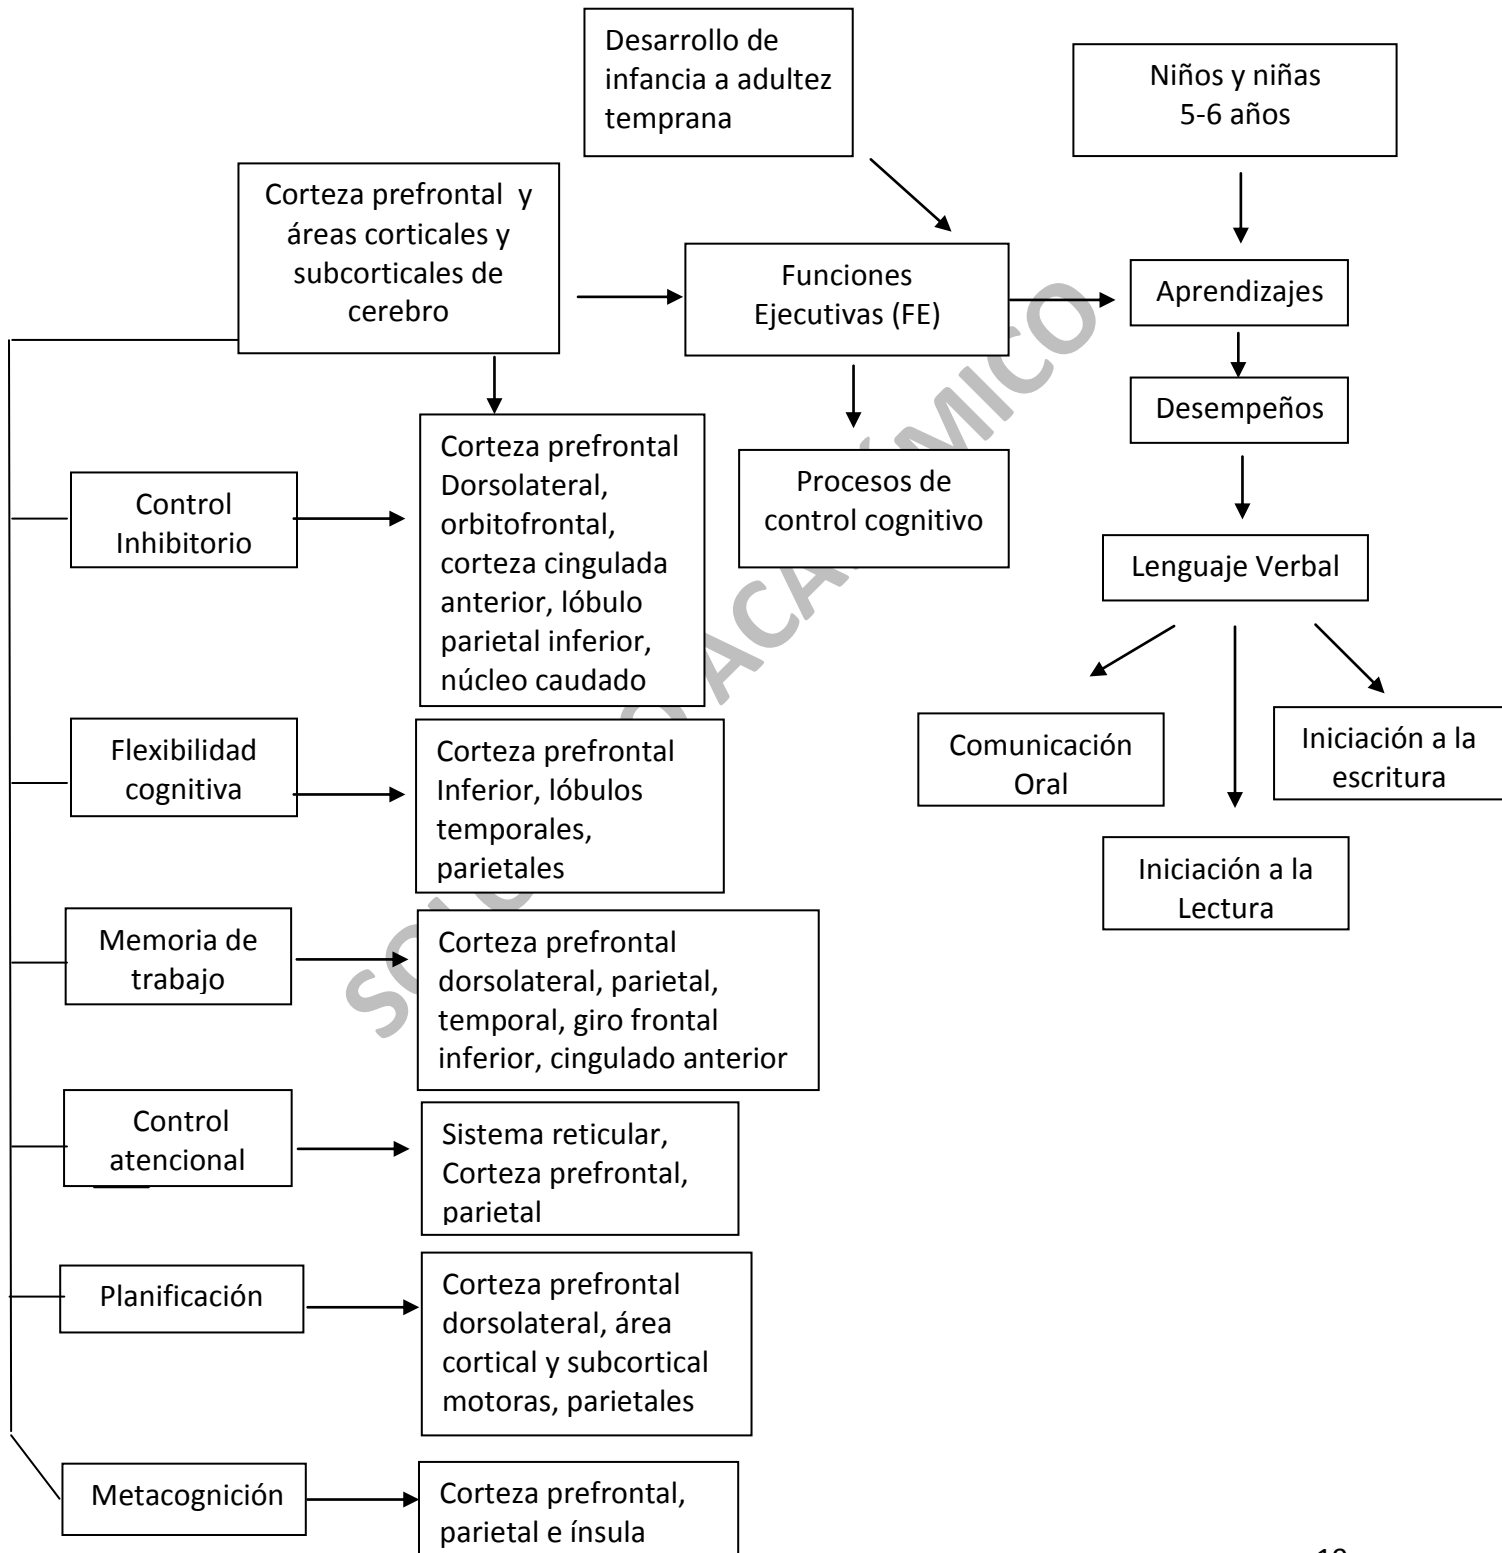 Desarrollo de
infancia a adultez
temprana
Niños y niñas
5-6 años
Corteza prefrontal y
áreas corticales y
subcorticales de
cerebro
Funciones
Ejecutivas (FE)
Aprendizajes
Desempeños
Procesos de
control cognitivo
Lenguaje Verbal
Comunicación
Oral
Iniciación a la
Lectura
Iniciación a la
escritura
Control
Inhibitorio
Corteza prefrontal
Dorsolateral,
orbitofrontal,
corteza cingulada
anterior, lóbulo
parietal inferior,
núcleo caudado
Flexibilidad
cognitiva
Corteza prefrontal
Inferior, lóbulos
temporales,
parietales
Memoria de
trabajo
Corteza prefrontal
dorsolateral, parietal,
temporal, giro frontal
inferior, cingulado anterior
Control
atencional
Sistema reticular,
Corteza prefrontal,
parietal
Planificación
Corteza prefrontal
dorsolateral, área
cortical y subcortical
motoras, parietales
Metacognición
Corteza prefrontal,
parietal e ínsula